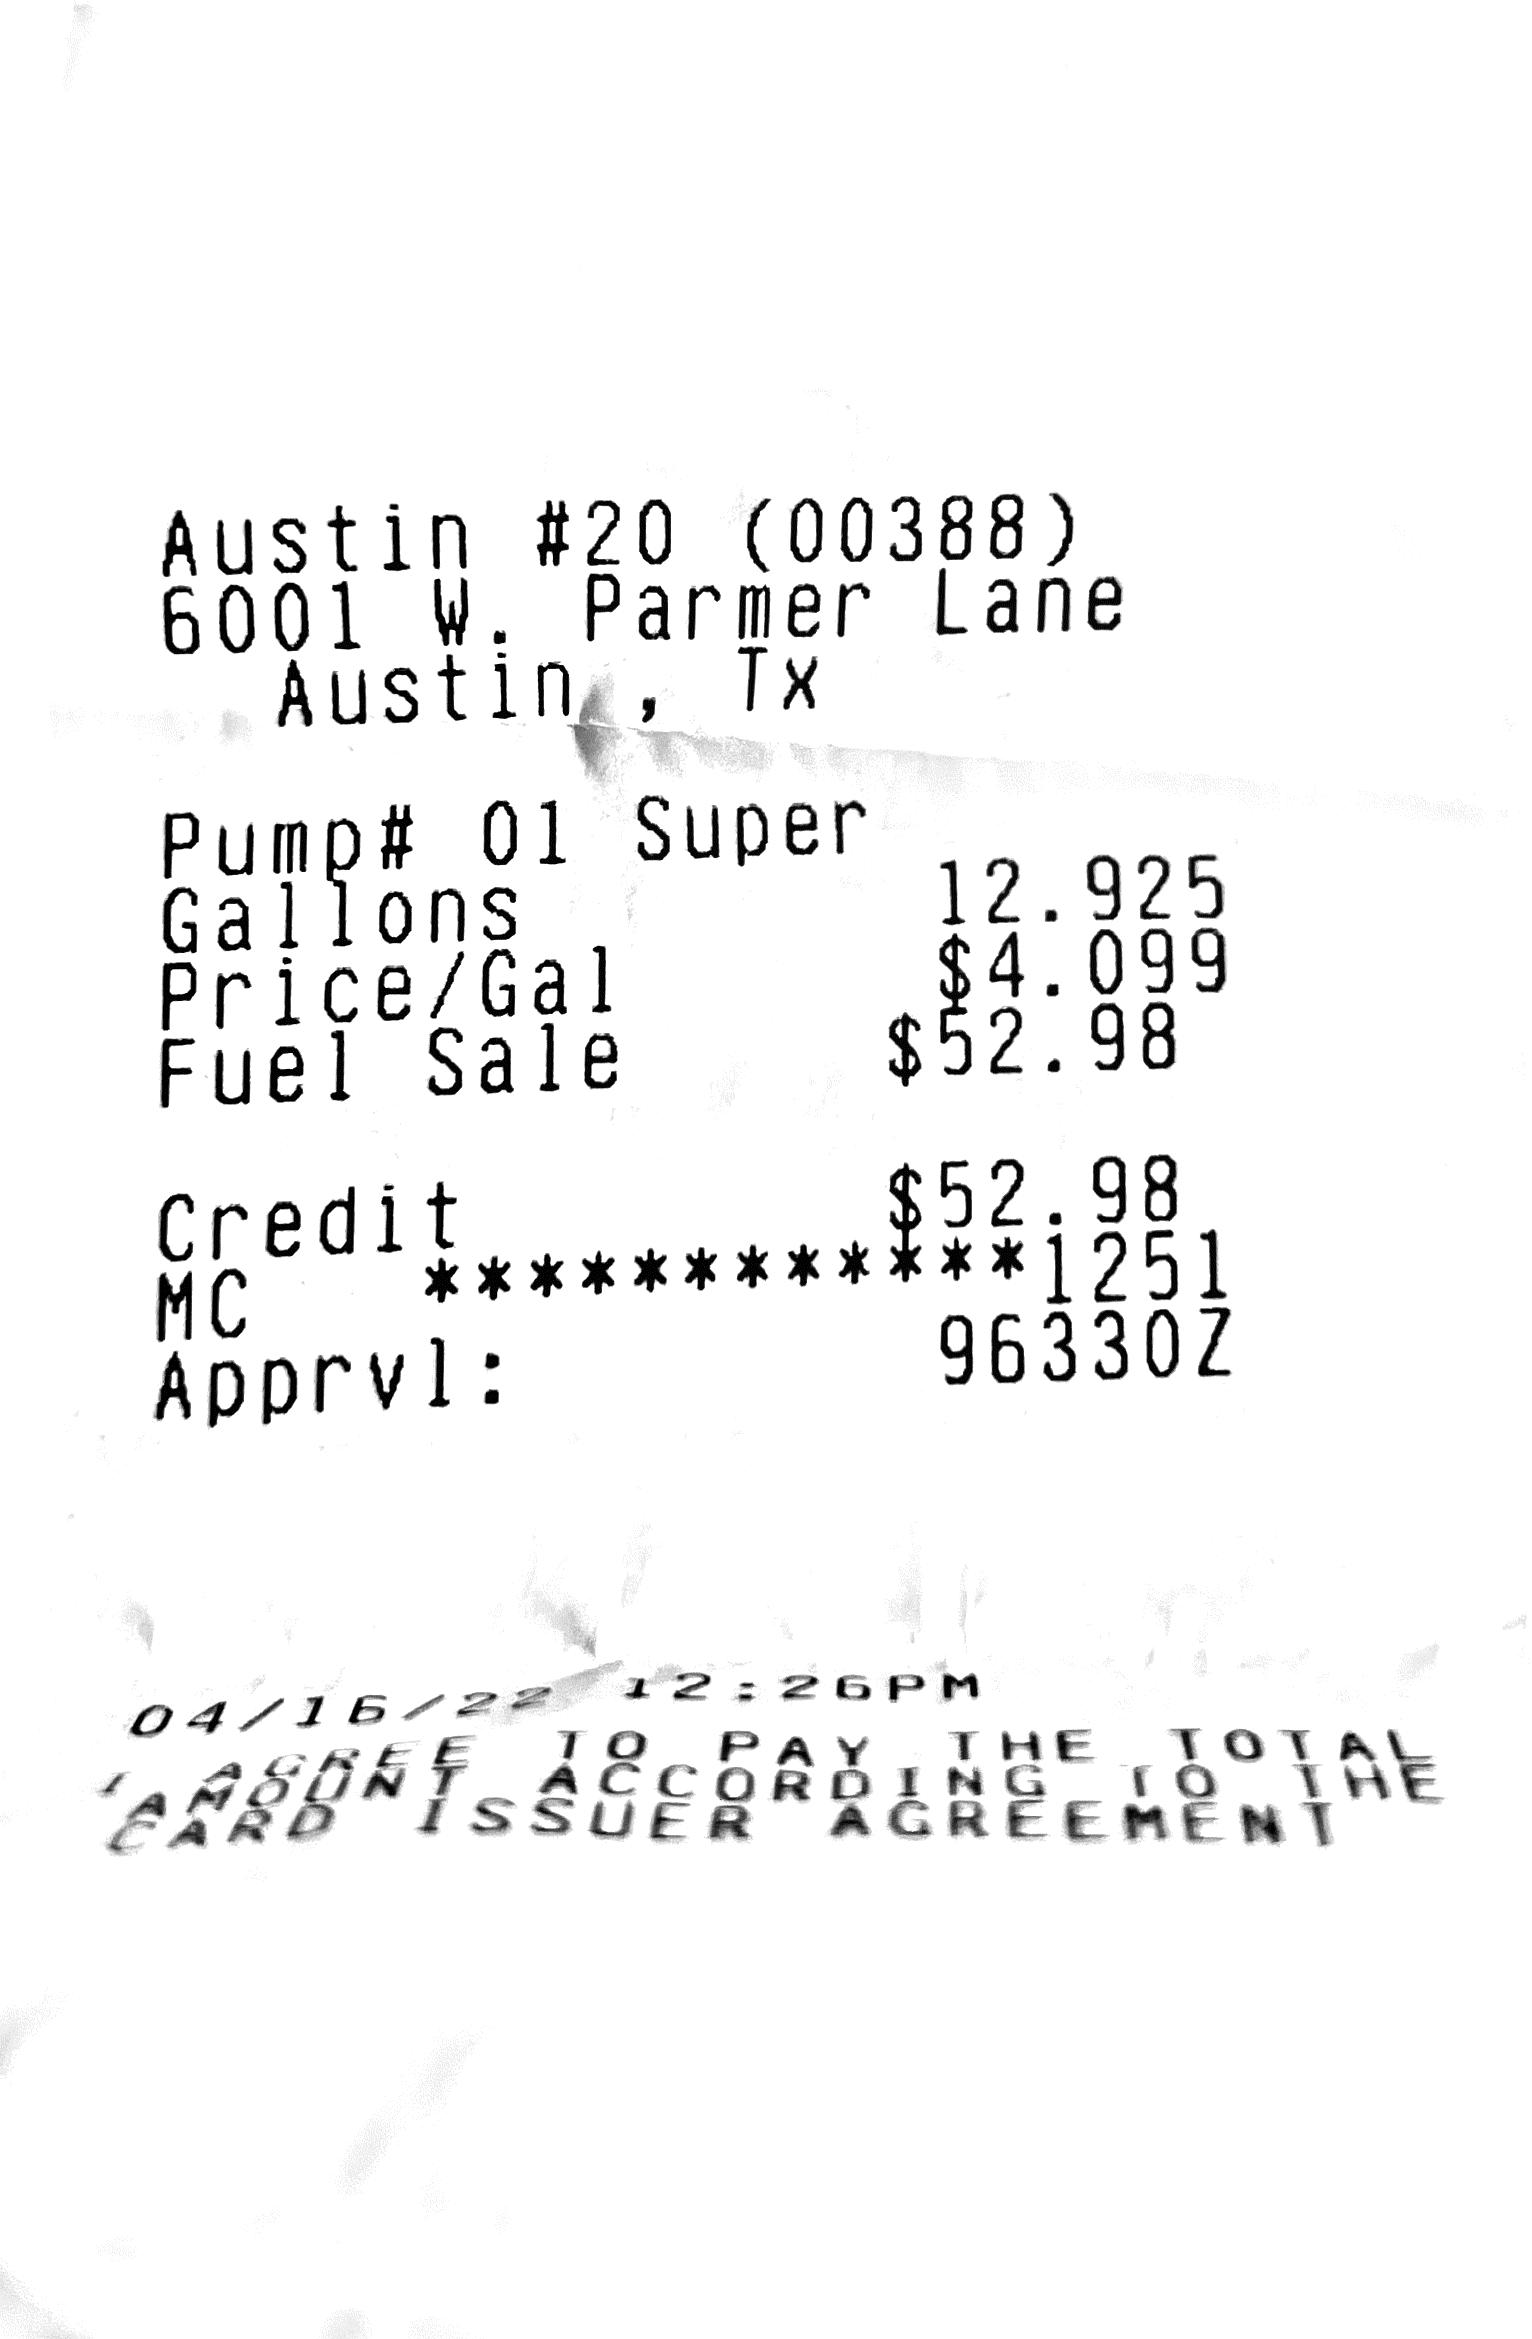 Austin #20 (00388)
6001 W. Parmer Lane
Austin , Tx
Pump# 01 Super
Gallons 12.925
Price/Gal $4.099
Fuel Sale $52.98
Credit $52.98
MC ************1251
Apprvl: 96330Z
04/16/22 12:26PM
I AGREE TO PAY THE TOTAL
AMOUNT ACCORDING TO THE
CARD ISSUER AGREEMENT